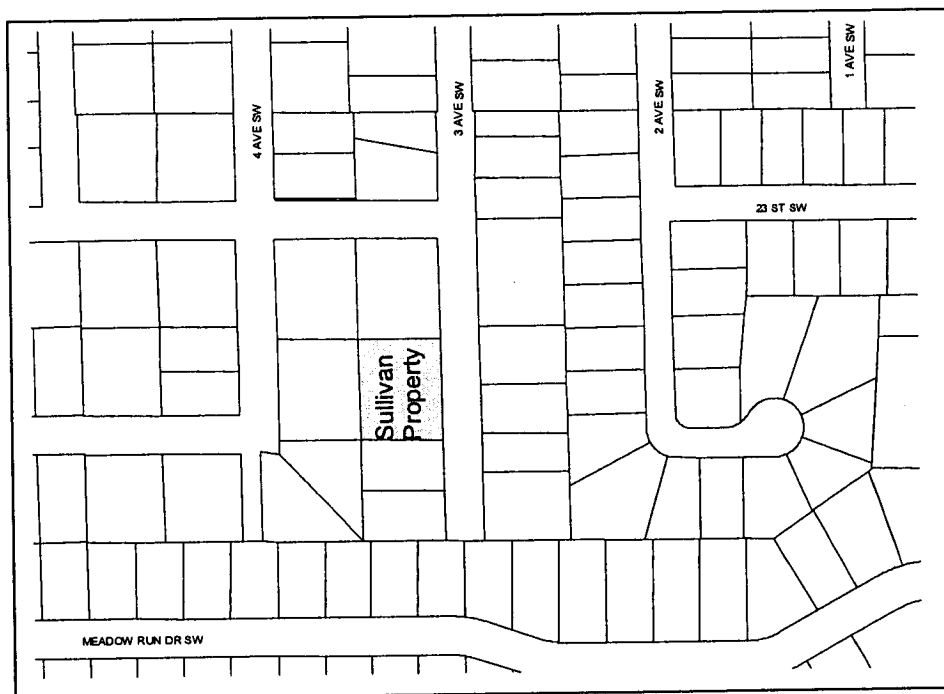 1 AVE SW
4 AVE SW
3 AVE SW
2 AVE SW
23 ST SW
Sullivan
Property
MEADOW RUN DR SW